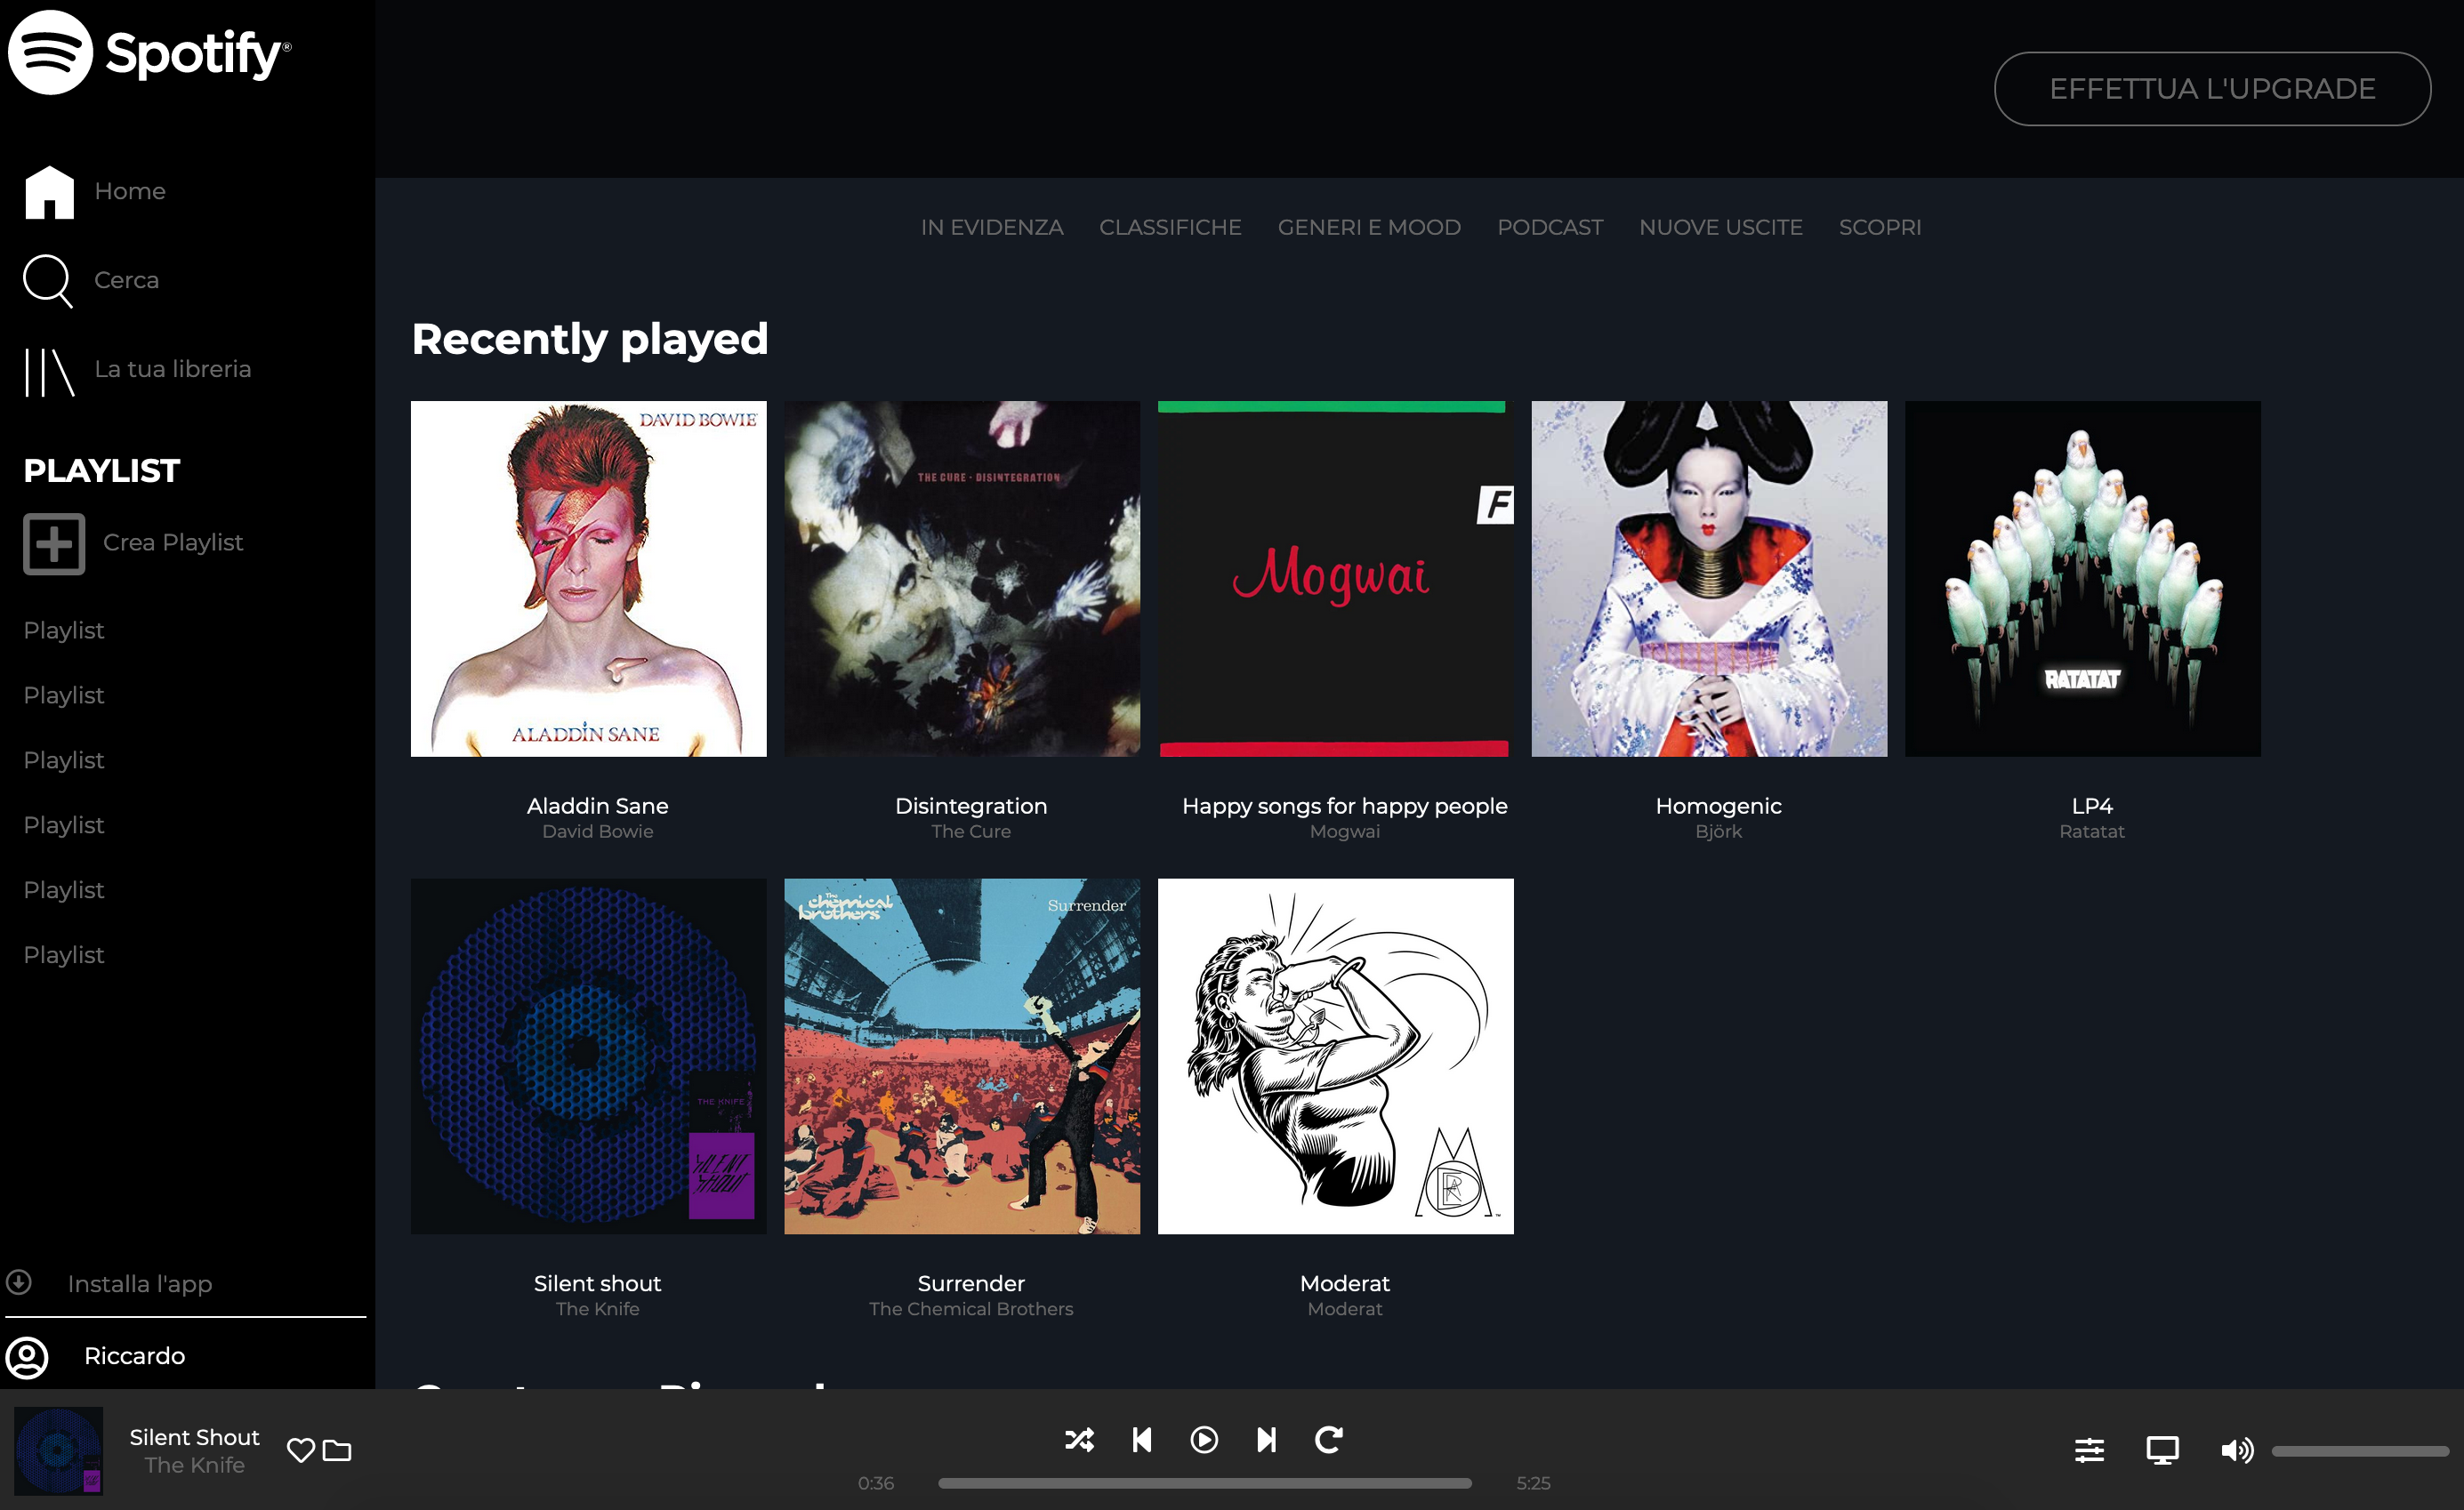 Spotify®
EFFETTUA L'UPGRADE
Home
Cerca
La tua libreria
PLAYLIST
Crea Playlist
Playlist
Playlist
Playlist
Playlist
Playlist
Playlist
Installa l'app
Riccardo
IN EVIDENZA CLASSIFICHE GENERI E MOOD PODCAST NUOVE USCITE SCOPRI
Recently played
DAVID BOWIE
ALADDIN SANE
THE CURE · DISINTEGRATION
F
Mogwai
RATATAT
Aladdin Sane
David Bowie
Disintegration
The Cure
Happy songs for happy people
Mogwai
Homogenic
Björk
LP4
Ratatat
THE KNIFE
SILENT
SHOUT
The
chemical
brothers
Surrender
Silent shout
The Knife
Surrender
The Chemical Brothers
Moderat
Moderat
Silent Shout
The Knife
0:36
5:25